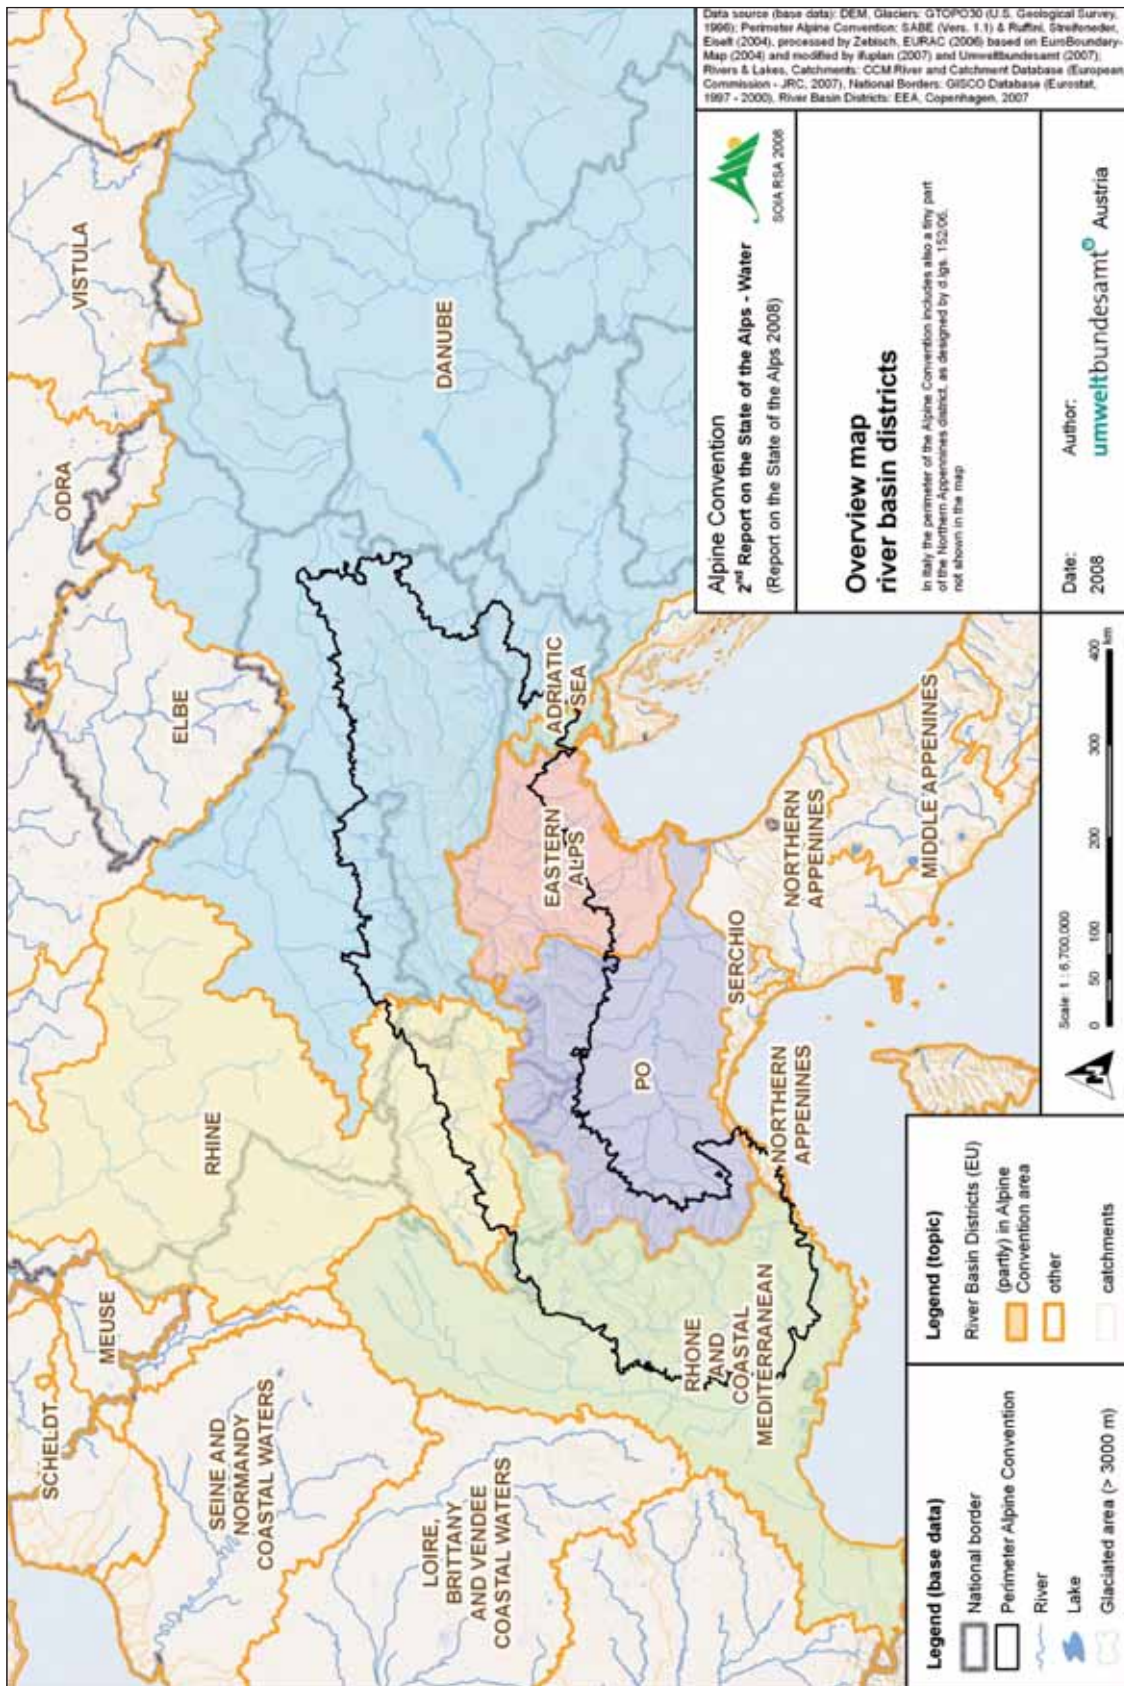 SCHELDT
MEUSE
SEINE AND
NORMANDY
COASTAL WATERS
LOIRE,
BRITTANY
AND VENDEE
COASTAL WATERS
RHINE
ELBE
ODRA
VISTULA
DANUBE
RHONE
AND
COASTAL
MEDITERRANEAN
PO
EASTERN
ALPS
ADRIATIC
SEA
NORTHERN
APPENINES
SERCHIO
NORTHERN
APPENINES
MIDDLE APPENINES
Legend (base data)
National border
Perimeter Alpine Convention
River
Lake
Glaciated area (> 3000 m)
Legend (topic)
River Basin Districts (EU)
(partly) in Alpine
Convention area
other
catchments
N
Scale: 1 : 6,700,000
0 50 100 200 300 400
km
Alpine Convention
2nd Report on the State of the Alps - Water
(Report on the State of the Alps 2008)
SOIA RSA 2008
Overview map
river basin districts
In Italy the perimeter of the Alpine Convention includes also a tiny part
of the Northern Appennines district, as designed by d.lgs. 152/06,
not shown in the map
Date:
2008
Author:
umweltbundesamt Austria
Data source (base data): DEM, Glaciers: GTOPO30 (U.S. Geological Survey,
1996); Perimeter Alpine Convention: SABE (Vers. 1.1) & Ruffini, Streifeneder,
Eiselt (2004), processed by Zebisch, EURAC (2006) based on EuroBoundary-
Map (2004) and modified by ifuplan (2007) and Umweltbundesamt (2007);
Rivers & Lakes, Catchments: CCM River and Catchment Database (European
Commission - JRC, 2007), National Borders: GISCO Database (Eurostat,
1997 - 2000), River Basin Districts: EEA, Copenhagen, 2007